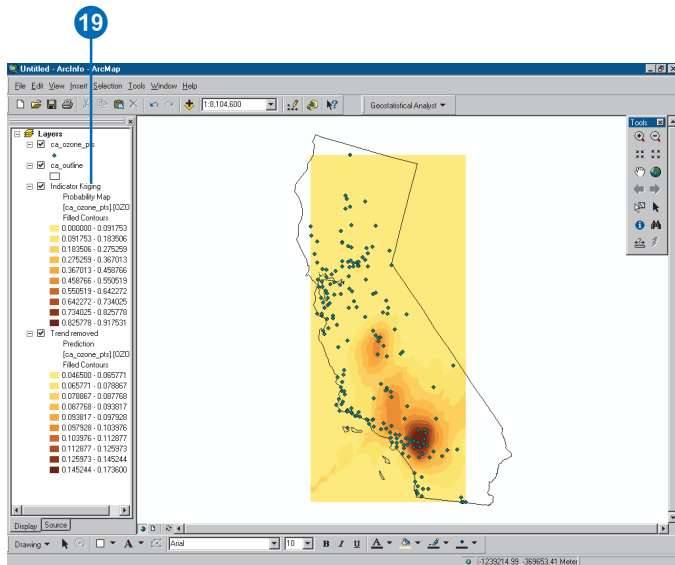 19
Untitled - ArcInfo - ArcMap
File Edit View Insert Selection Tools Window Help
1:8,104,600
Geostatistical Analyst
Layers
Tools
ca_ozone_pts
ca_outline
Indicator Kriging
Probability Map
[ca_ozone_pts].[OZO
Filled Contours
0.000000 - 0.091753
0.091753 - 0.183506
0.183506 - 0.275259
0.275259 - 0.367013
0.367013 - 0.458766
0.458766 - 0.550519
0.550519 - 0.642272
0.642272 - 0.734025
0.734025 - 0.825778
0.825778 - 0.917531
Trend removed
Prediction
[ca_ozone_pts].[OZO
Filled Contours
0.046500 - 0.065771
0.065771 - 0.078867
0.078867 - 0.087768
0.087768 - 0.093817
0.093817 - 0.097928
0.097928 - 0.103976
0.103976 - 0.112877
0.112877 - 0.125973
0.125973 - 0.145244
0.145244 - 0.173600
Display Source
Drawing A Arial 10 B I U A
-1239214.99 -369653.41 Meter